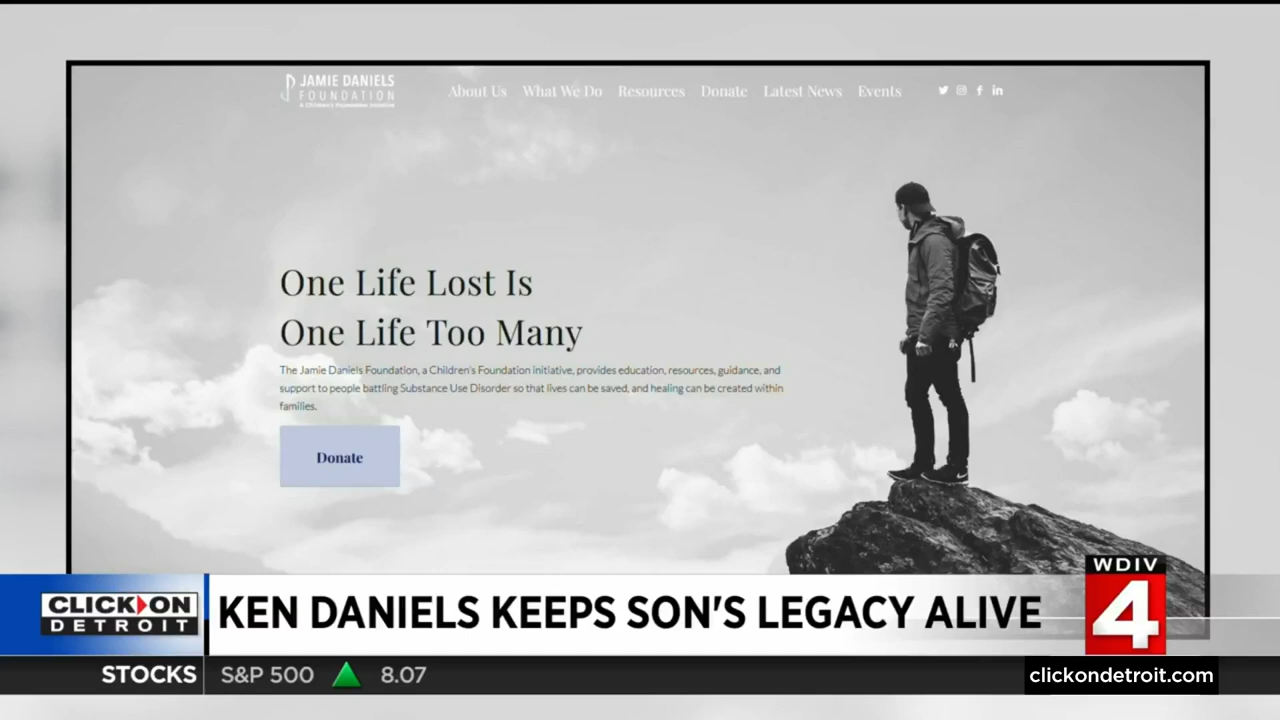 JAMIE DANIELS
FOUNDATION
A Children's Foundation Initiative
About Us What We Do Resources Donate Latest News Events
One Life Lost Is
One Life Too Many
The Jamie Daniels Foundation, a Children's Foundation initiative, provides education, resources, guidance, and
support to people battling Substance Use Disorder so that lives can be saved, and healing can be created within
families.
Donate
WDIV
4
CLICK ON
DETROIT
KEN DANIELS KEEPS SON'S LEGACY ALIVE
STOCKS S&P 500 8.07
clickondetroit.com